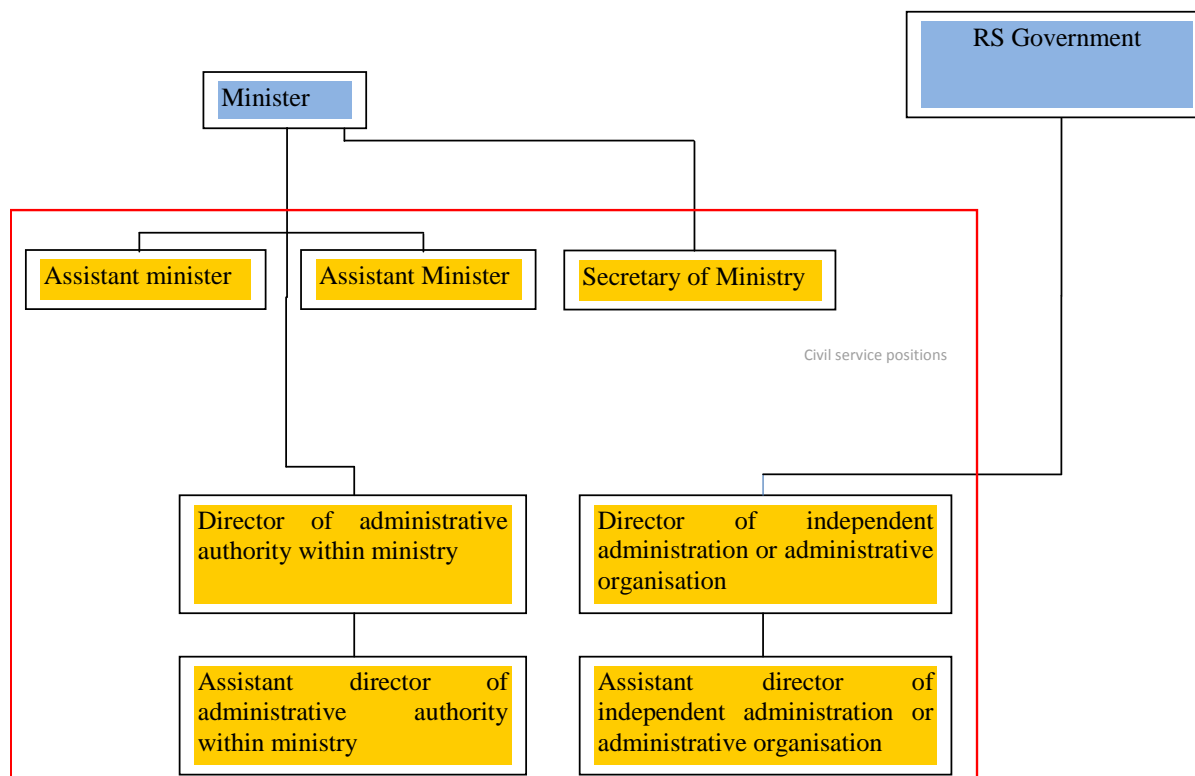 RS Government
Minister
Assistant minister
Assistant Minister
Secretary of Ministry
Civil service positions
Director of administrative
authority within ministry
Director of independent
administration or administrative
organisation
Assistant director of
administrative authority
within ministry
Assistant director of
independent administration or
administrative organisation